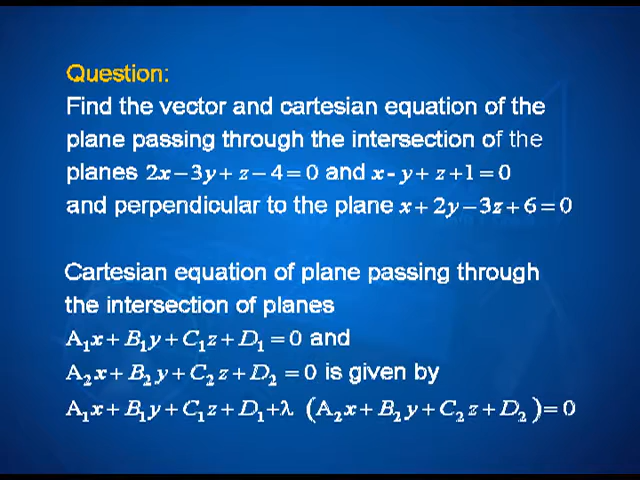 Question:
Find the vector and cartesian equation of the
plane passing through the intersection of the
planes 2x−3y+z−4=0 and x-y+z+1=0
and perpendicular to the plane x+2y−3z+6=0
Cartesian equation of plane passing through
the intersection of planes
A₁x+B₁y+C₁z+D₁=0 and
A₂x+B₂y+C₂z+D₂=0 is given by
A₁x+B₁y+C₁z+D₁+λ (A₂x+B₂y+C₂z+D₂)=0